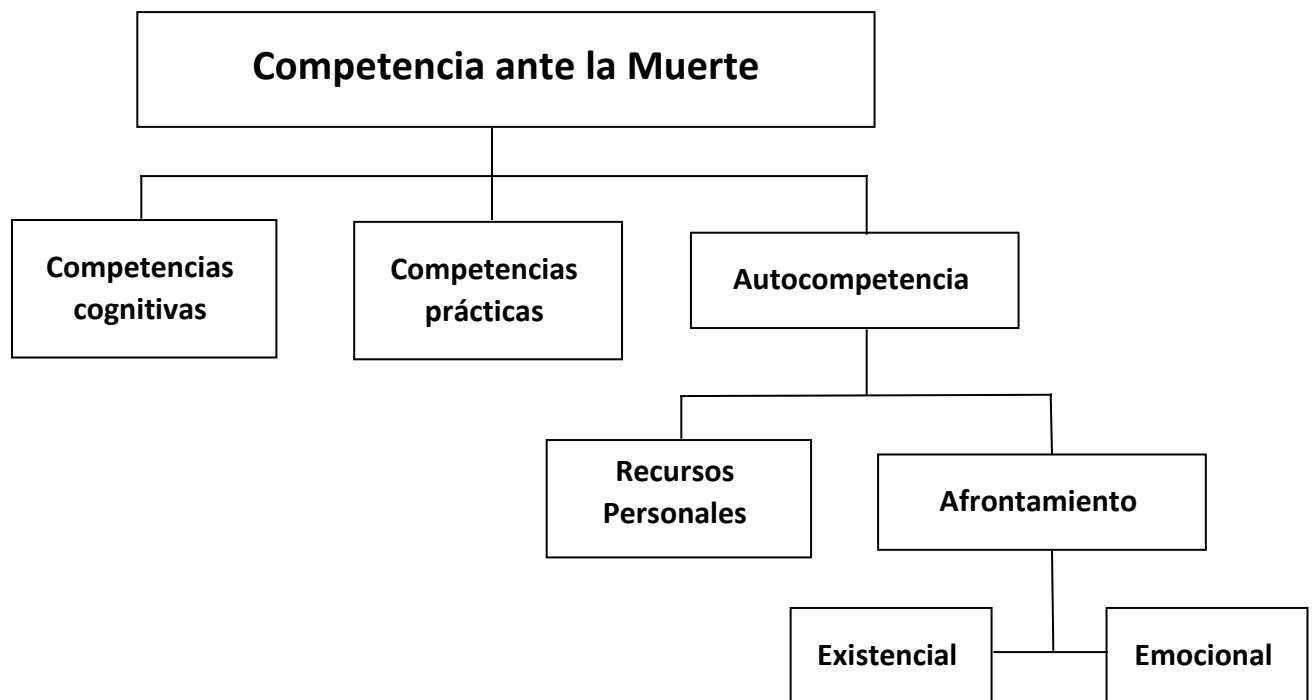 Competencia ante la Muerte
Competencias
cognitivas
Competencias
prácticas
Autocompetencia
Recursos
Personales
Afrontamiento
Existencial
Emocional